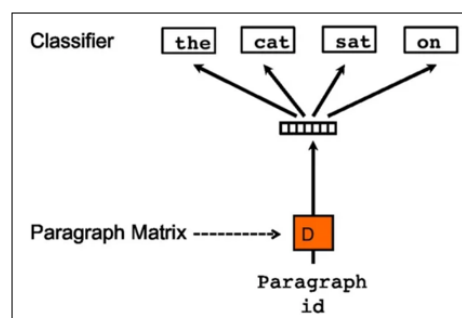 Classifier the cat sat on
Paragraph Matrix D
Paragraph
id